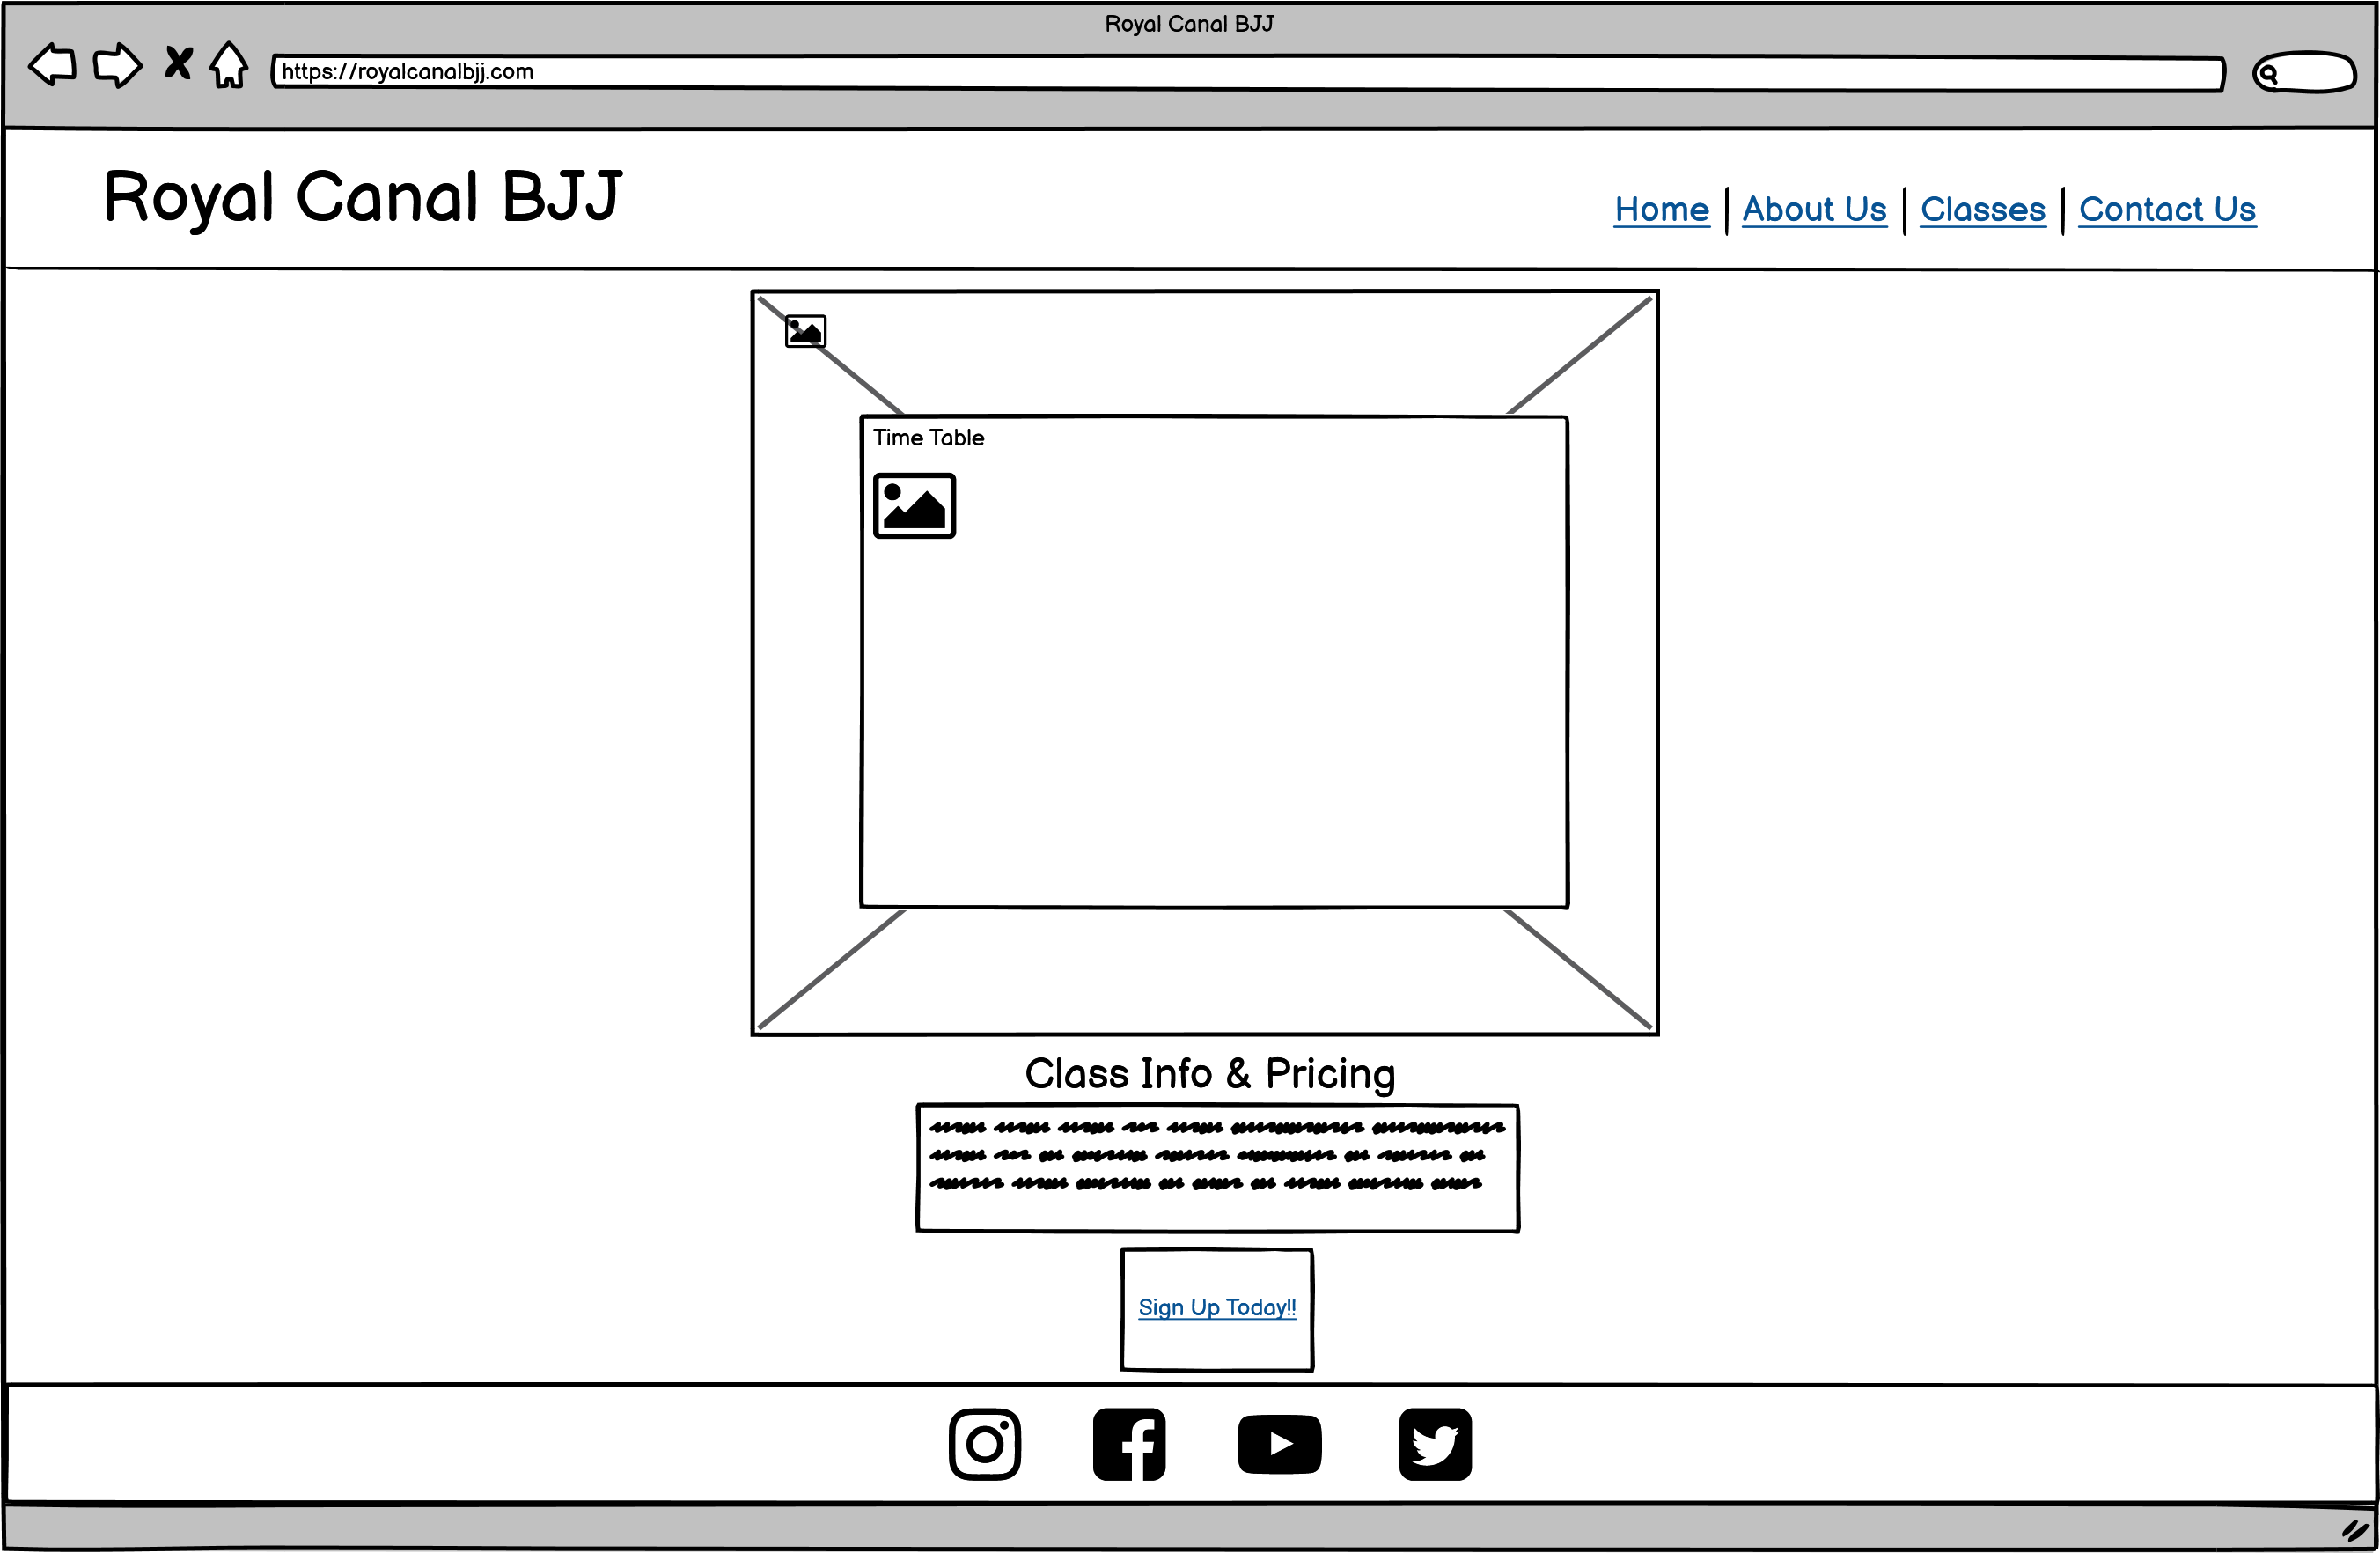 Royal Canal BJJ
https://royalcanalbjj.com
Royal Canal BJJ
Home | About Us | Classes | Contact Us
Time Table
Class Info & Pricing
Sign Up Today!!